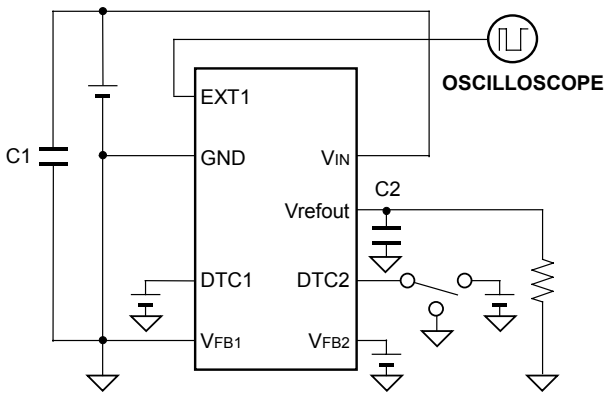 OSCILLOSCOPE
EXT1
C1
GND
VIN
C2
Vrefout
DTC1
DTC2
VFB1
VFB2